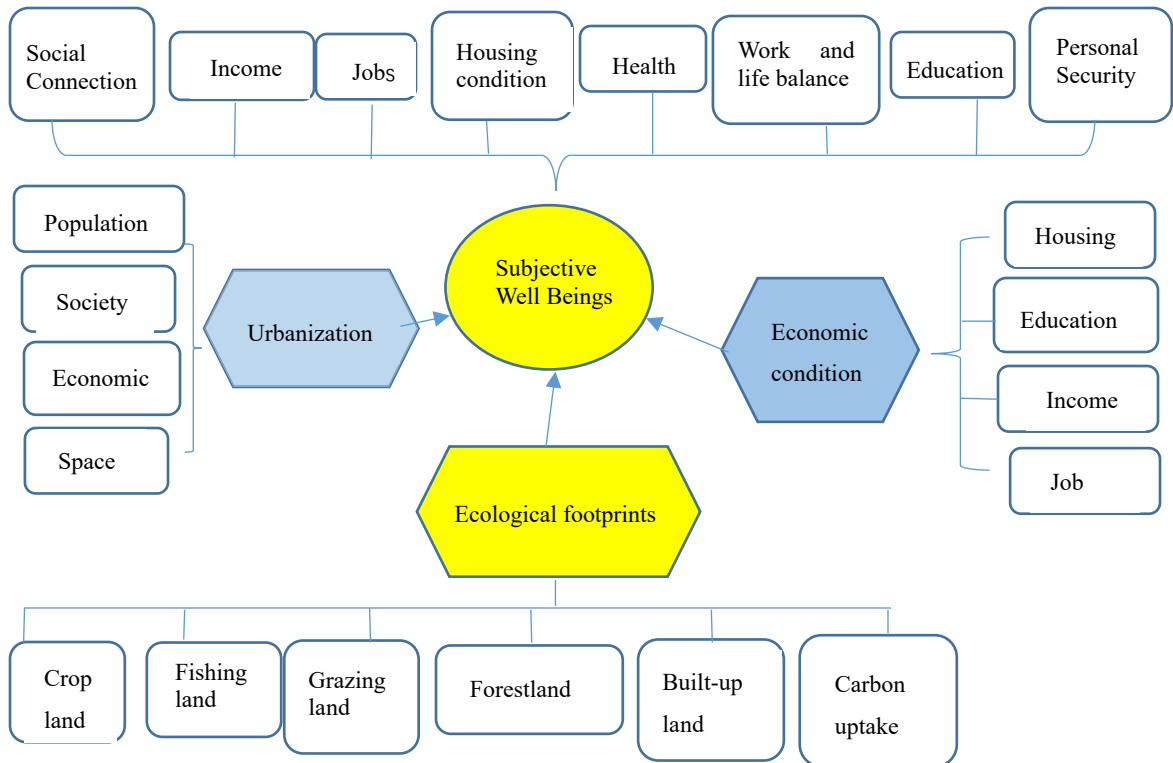 Social
Connection
Income
Jobs
Housing
condition
Health
Work and
life balance
Education
Personal
Security
Population
Society
Economic
Space
Urbanization
Subjective
Well Beings
Economic
condition
Housing
Education
Income
Job
Ecological footprints
Crop
land
Fishing
land
Grazing
land
Forestland
Built-up
land
Carbon
uptake